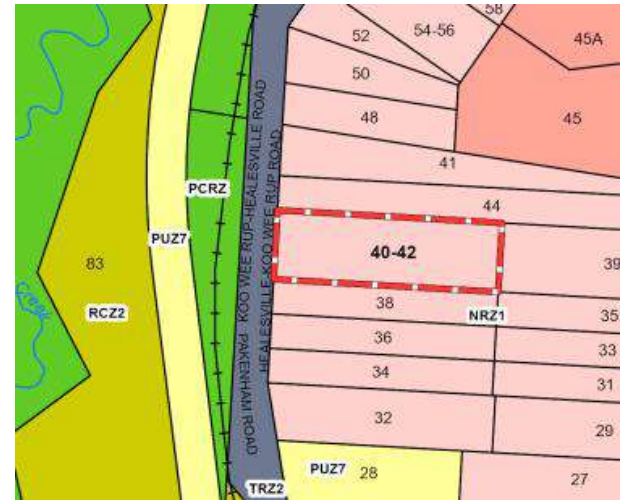 58
52
54-56
45A
50
48
45
41
PCRZ
44
PUZ7
40-42
39
83
RCZ2
38
NRZ1
35
36
33
34
31
32
29
PUZ7
28
27
TRZ2
KOO WEE RUP-HEALESVILLE ROAD
HEALESVILLE-KOO WEE RUP ROAD
PAKENHAM ROAD
Creek